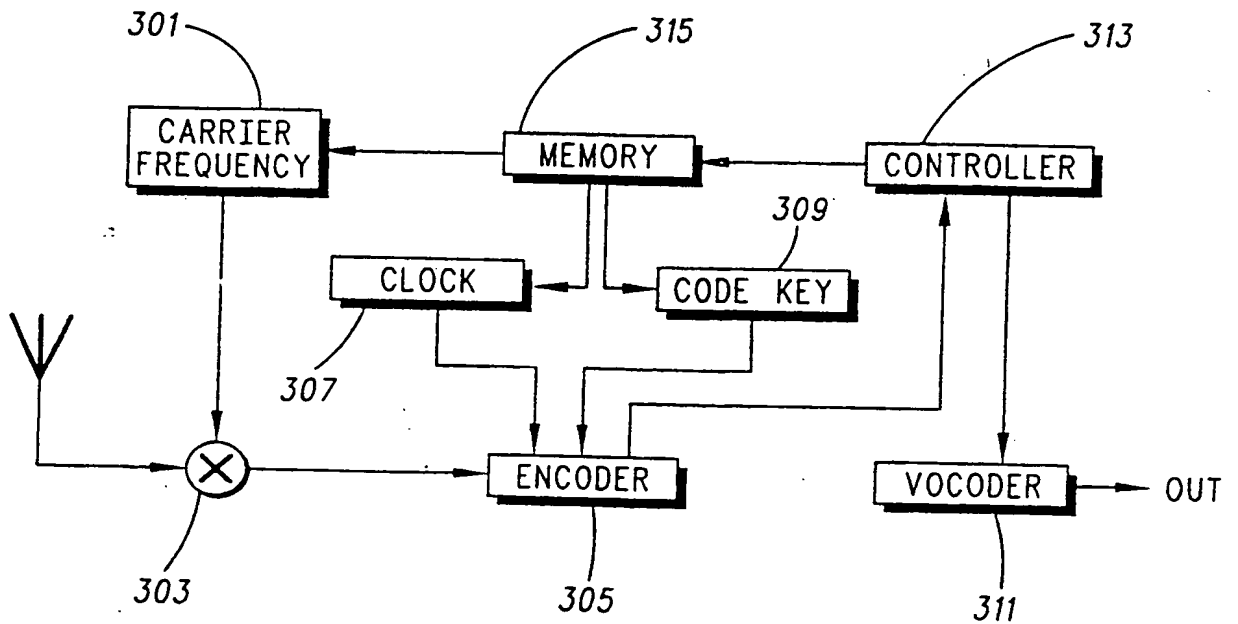 301
315
313
CARRIER
FREQUENCY
MEMORY
CONTROLLER
309
CLOCK
CODE KEY
307
ENCODER
VOCODER
OUT
303
305
311